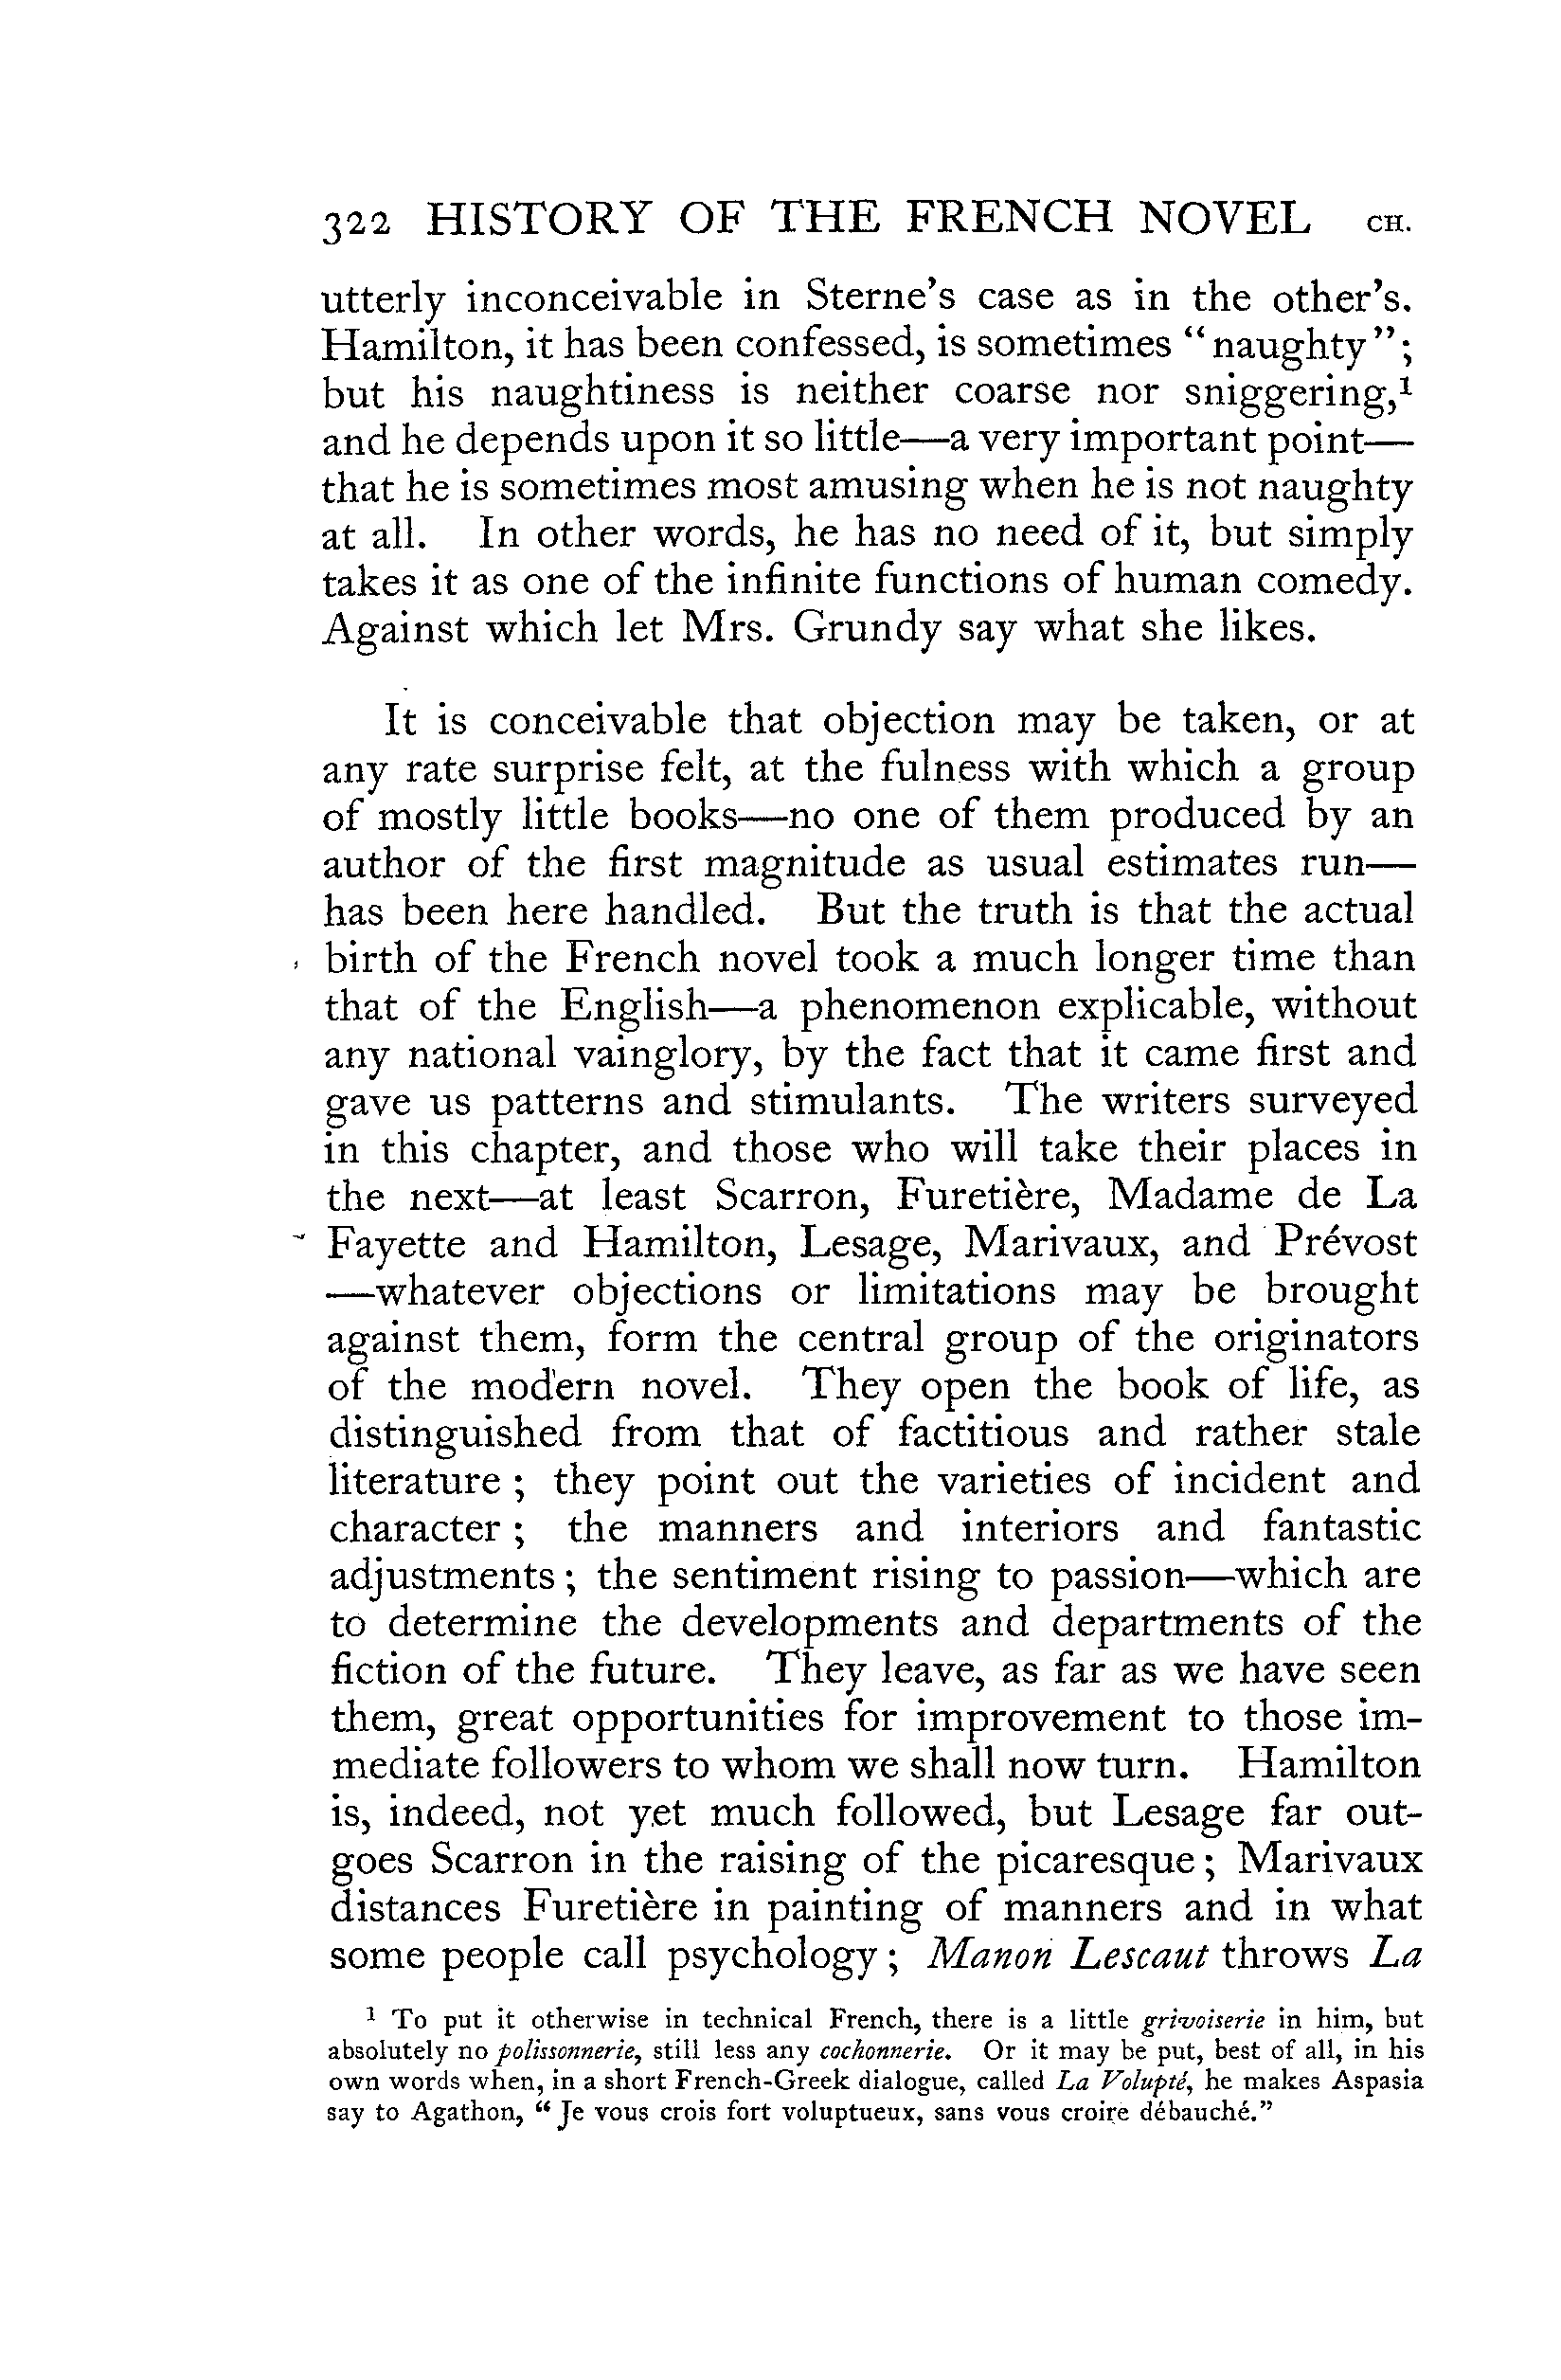 322 HISTORY OF THE FRENCH NOVEL CH.
utterly inconceivable in Sterne's case as in the other's.
Hamilton, it has been confessed, is sometimes "naughty";
but his naughtiness is neither coarse nor sniggering,¹
and he depends upon it so little—a very important point—
that he is sometimes most amusing when he is not naughty
at all. In other words, he has no need of it, but simply
takes it as one of the infinite functions of human comedy.
Against which let Mrs. Grundy say what she likes.
It is conceivable that objection may be taken, or at
any rate surprise felt, at the fulness with which a group
of mostly little books—no one of them produced by an
author of the first magnitude as usual estimates run—
has been here handled. But the truth is that the actual
birth of the French novel took a much longer time than
that of the English—a phenomenon explicable, without
any national vainglory, by the fact that it came first and
gave us patterns and stimulants. The writers surveyed
in this chapter, and those who will take their places in
the next—at least Scarron, Furetière, Madame de La
Fayette and Hamilton, Lesage, Marivaux, and Prévost
—whatever objections or limitations may be brought
against them, form the central group of the originators
of the modern novel. They open the book of life, as
distinguished from that of factitious and rather stale
literature; they point out the varieties of incident and
character; the manners and interiors and fantastic
adjustments; the sentiment rising to passion—which are
to determine the developments and departments of the
fiction of the future. They leave, as far as we have seen
them, great opportunities for improvement to those im-
mediate followers to whom we shall now turn. Hamilton
is, indeed, not yet much followed, but Lesage far out-
goes Scarron in the raising of the picaresque; Marivaux
distances Furetière in painting of manners and in what
some people call psychology; Manon Lescaut throws La
¹ To put it otherwise in technical French, there is a little grivoiserie in him, but
absolutely no polissonnerie, still less any cochonnerie. Or it may be put, best of all, in his
own words when, in a short French-Greek dialogue, called La Volupté, he makes Aspasia
say to Agathon, "Je vous crois fort voluptueux, sans vous croire débauché."